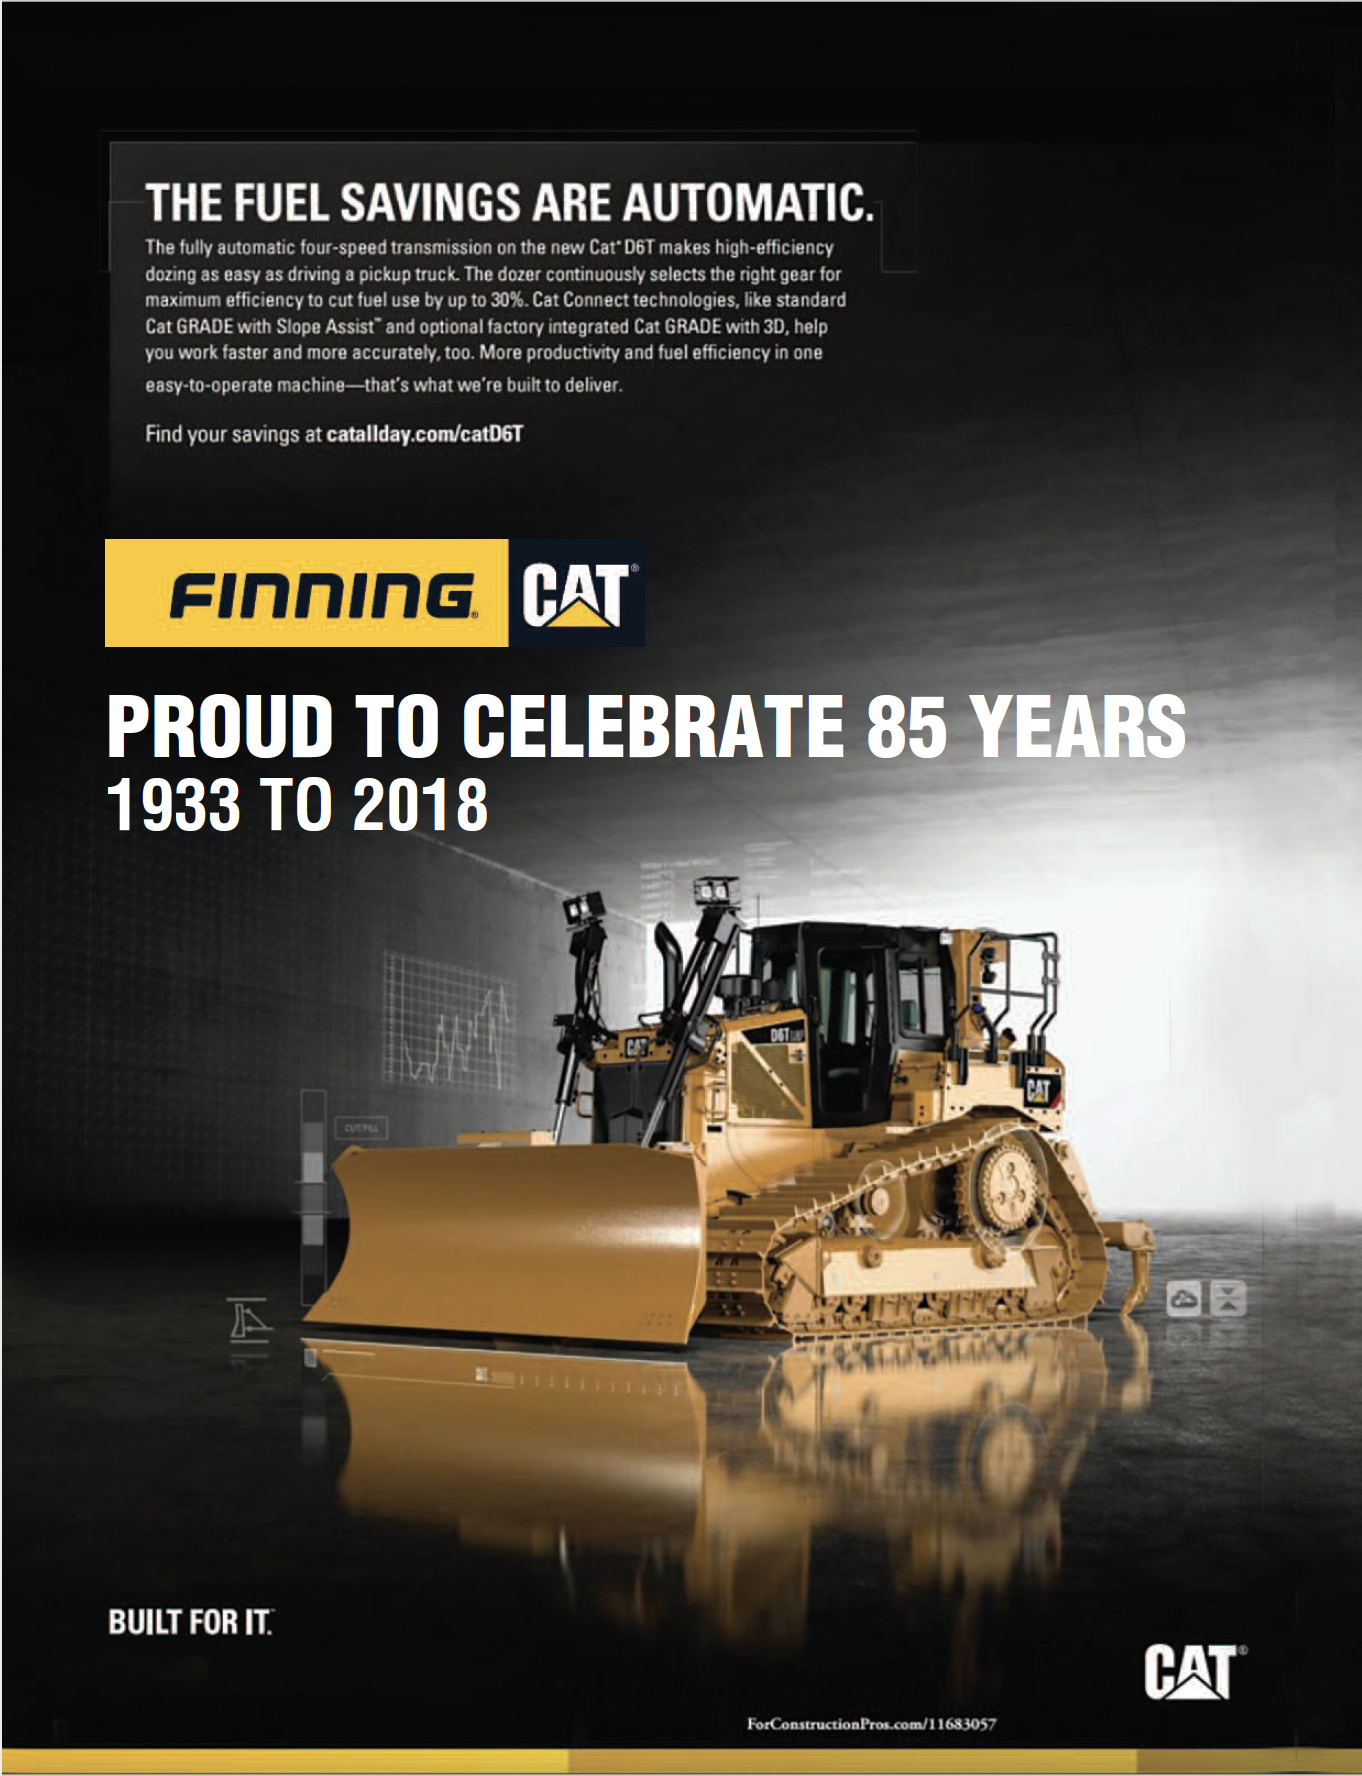 THE FUEL SAVINGS ARE AUTOMATIC.
The fully automatic four-speed transmission on the new Cat® D6T makes high-efficiency
dozing as easy as driving a pickup truck. The dozer continuously selects the right gear for
maximum efficiency to cut fuel use by up to 30%. Cat Connect technologies, like standard
Cat GRADE with Slope Assist™ and optional factory integrated Cat GRADE with 3D, help
you work faster and more accurately, too. More productivity and fuel efficiency in one
easy-to-operate machine—that's what we're built to deliver.
Find your savings at catallday.com/catD6T
FINNING® CAT®
PROUD TO CELEBRATE 85 YEARS
1933 TO 2018
D6T
CAT
CAT
CUT/FILL
BUILT FOR IT.™
CAT®
ForConstructionPros.com/11683057